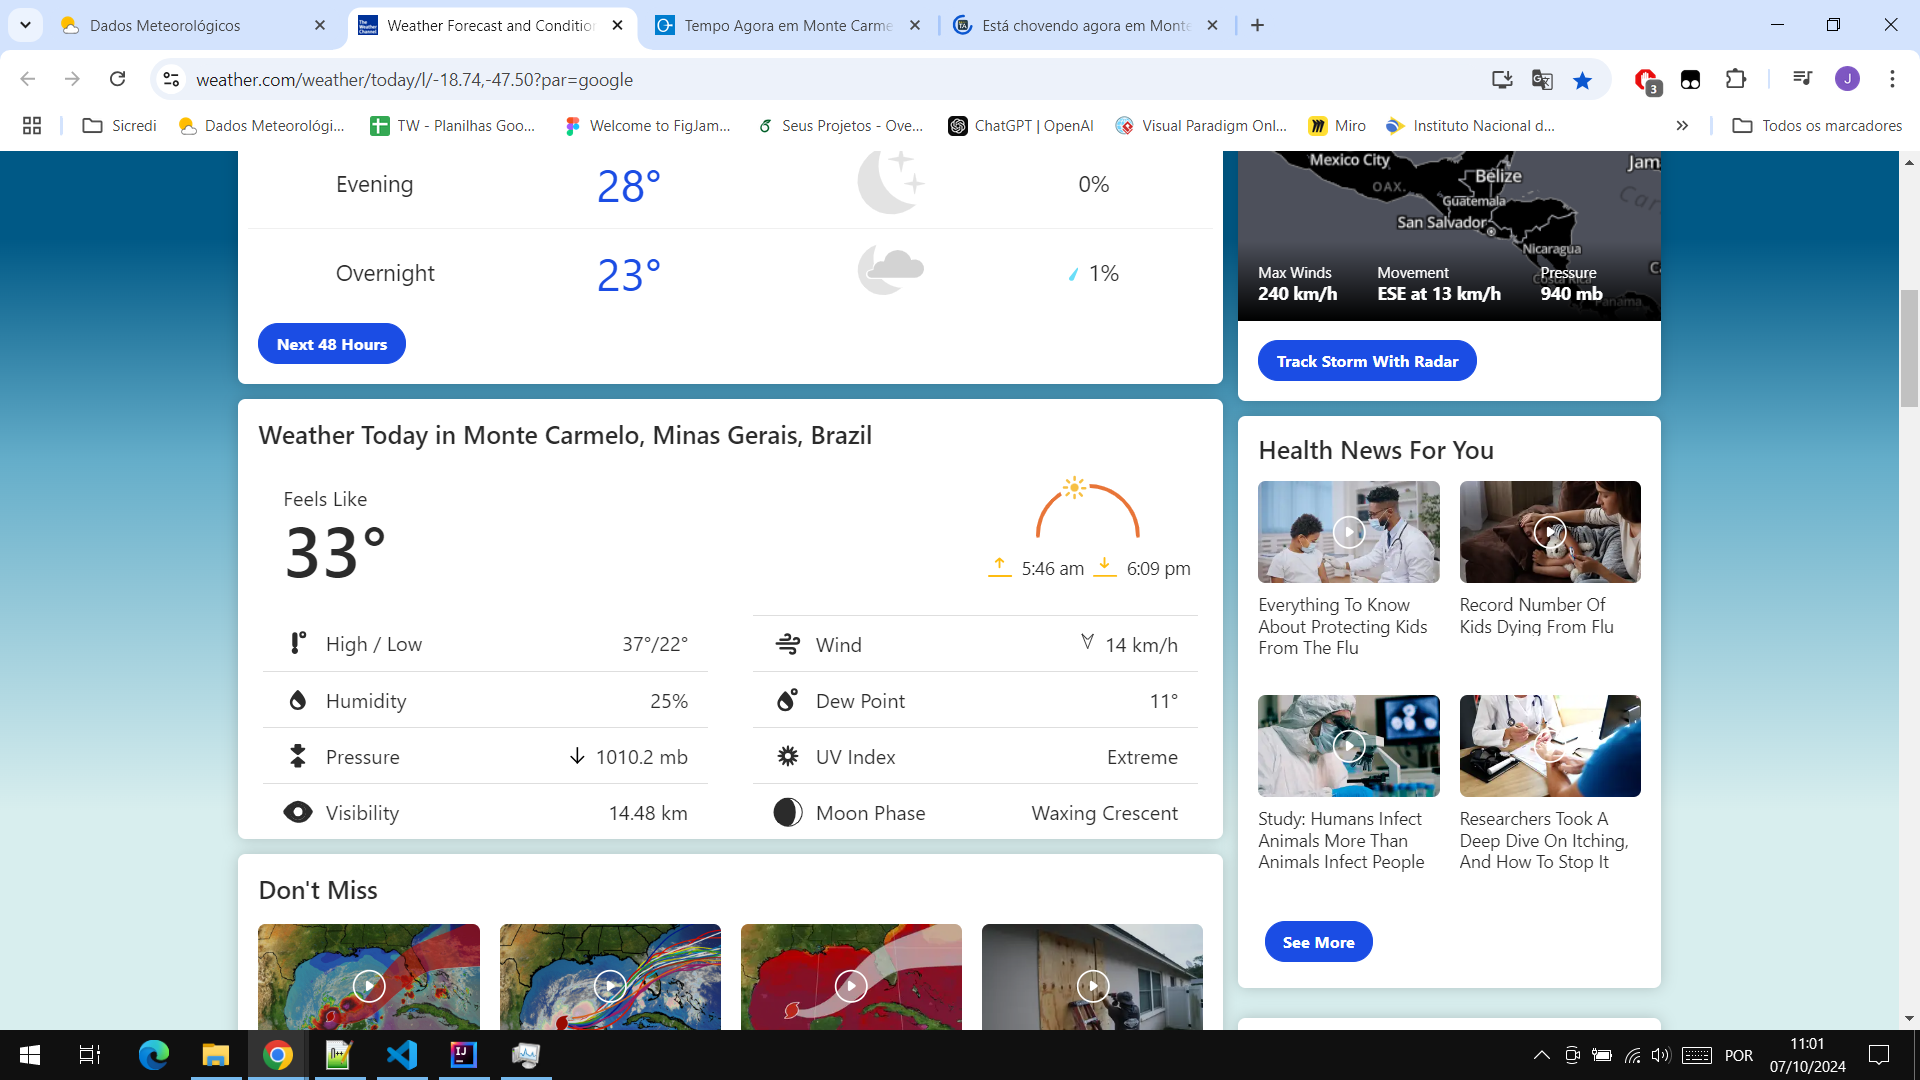 Dados Meteorológicos
Weather Forecast and Conditio
Tempo Agora em Monte Carme
Está chovendo agora em Monte
weather.com/weather/today/l/-18.74,-47.50?par=google
3
J
Sicredi
Dados Meteorológi...
TW - Planilhas Goo...
Welcome to FigJam...
Seus Projetos - Ove...
ChatGPT | OpenAI
Visual Paradigm Onl...
Miro
Instituto Nacional d...
Todos os marcadores
Evening
28°
0%
Overnight
23°
1%
Next 48 Hours
Mexico City
OAX.
Belize
Guatemala
San Salvador
Nicaragua
Costa Rica
Panama
Jam
Car
C
Max Winds
240 km/h
Movement
ESE at 13 km/h
Pressure
940 mb
Track Storm With Radar
Weather Today in Monte Carmelo, Minas Gerais, Brazil
Feels Like
33°
5:46 am
6:09 pm
High / Low
37°/22°
Wind
14 km/h
Humidity
25%
Dew Point
11°
Pressure
1010.2 mb
UV Index
Extreme
Visibility
14.48 km
Moon Phase
Waxing Crescent
Health News For You
Everything To Know
About Protecting Kids
From The Flu
Record Number Of
Kids Dying From Flu
Study: Humans Infect
Animals More Than
Animals Infect People
Researchers Took A
Deep Dive On Itching,
And How To Stop It
See More
Don't Miss
POR
11:01
07/10/2024